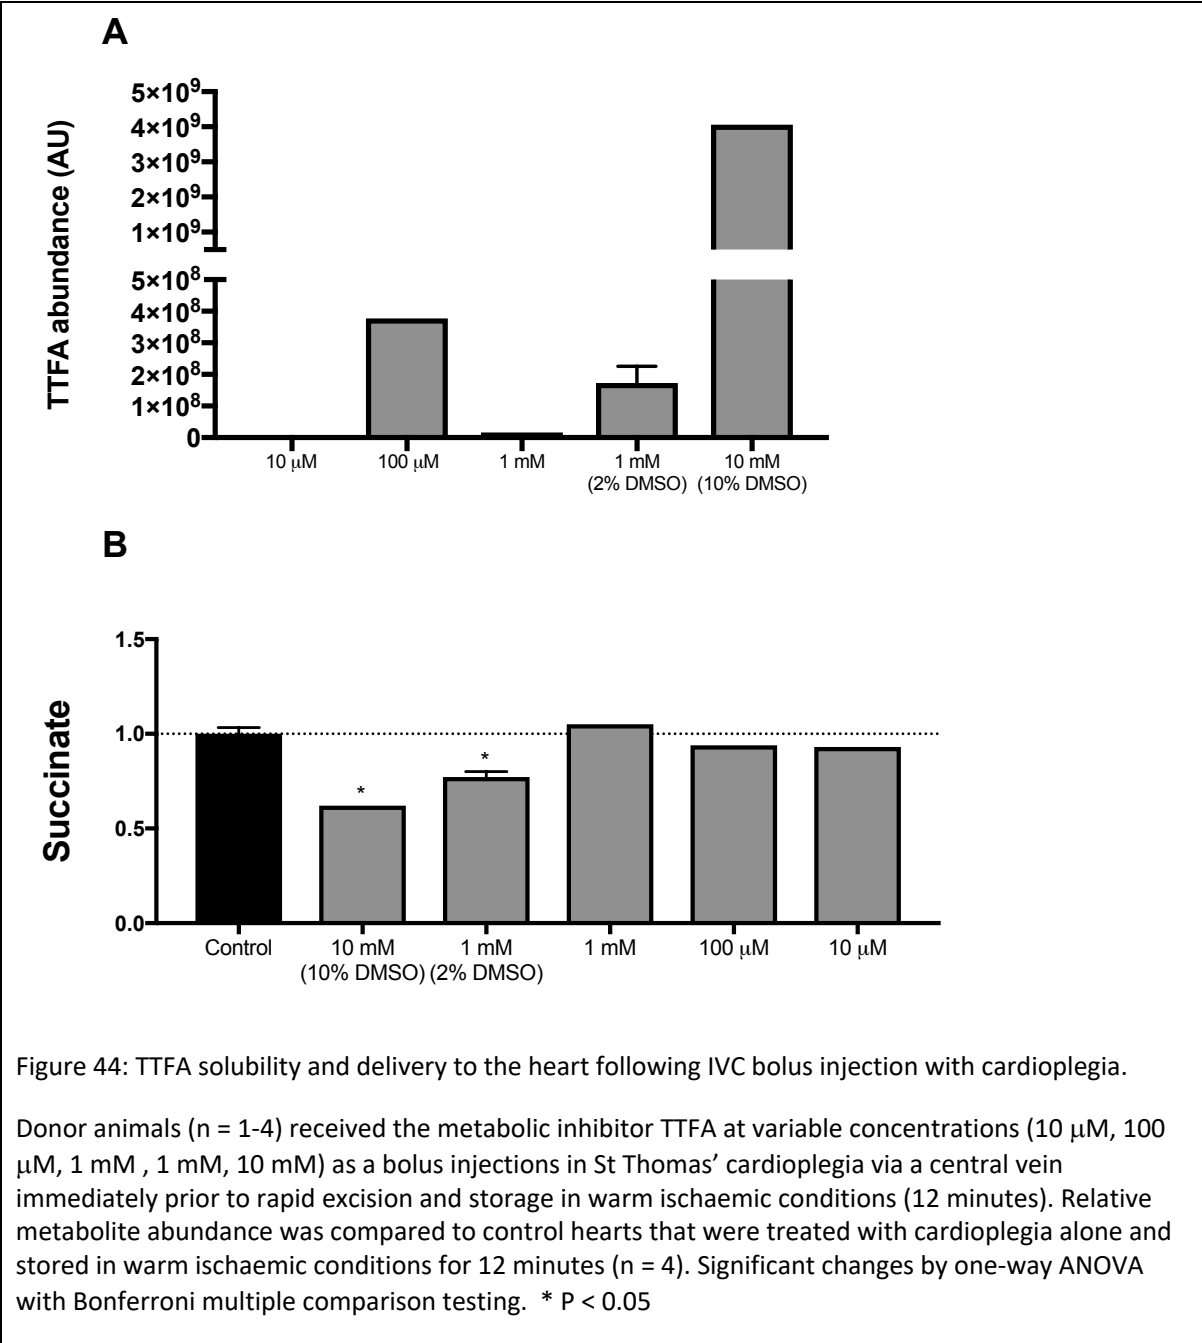 A
TTFA abundance (AU)
5×10⁹
4×10⁹
3×10⁹
2×10⁹
1×10⁹
5×10⁸
4×10⁸
3×10⁸
2×10⁸
1×10⁸
0
10 μM 100 μM 1 mM 1 mM 10 mM
(2% DMSO) (10% DMSO)
B
Succinate
1.5
1.0
0.5
0.0
* *
Control 10 mM 1 mM 1 mM 100 μM 10 μM
(10% DMSO) (2% DMSO)
Figure 44: TTFA solubility and delivery to the heart following IVC bolus injection with cardioplegia.
Donor animals (n = 1-4) received the metabolic inhibitor TTFA at variable concentrations (10 μM, 100
μM, 1 mM , 1 mM, 10 mM) as a bolus injections in St Thomas’ cardioplegia via a central vein
immediately prior to rapid excision and storage in warm ischaemic conditions (12 minutes). Relative
metabolite abundance was compared to control hearts that were treated with cardioplegia alone and
stored in warm ischaemic conditions for 12 minutes (n = 4). Significant changes by one-way ANOVA
with Bonferroni multiple comparison testing. * P < 0.05